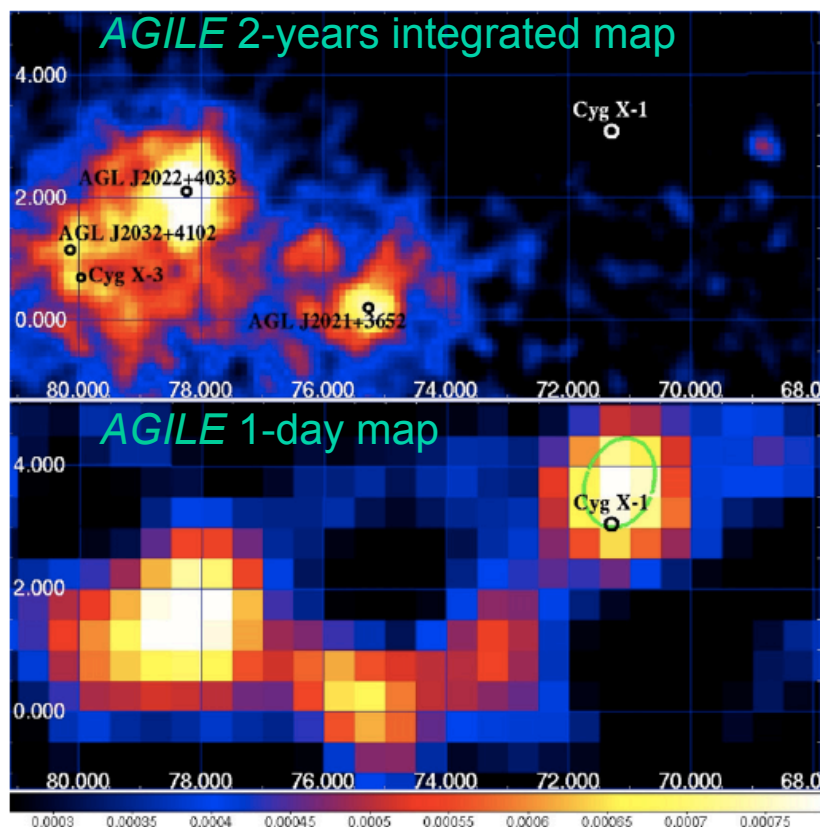 AGILE 2-years integrated map
4.000
Cyg X-1
AGL J2022+4033
2.000
AGL J2032+4102
Cyg X-3
0.000
AGL J2021+3652
80.000 78.000 76.000 74.000 72.000 70.000 68.0
AGILE 1-day map
4.000
Cyg X-1
2.000
0.000
80.000 78.000 76.000 74.000 72.000 70.000 68.0
0.0003 0.00035 0.0004 0.00045 0.0005 0.00055 0.0006 0.00065 0.0007 0.00075